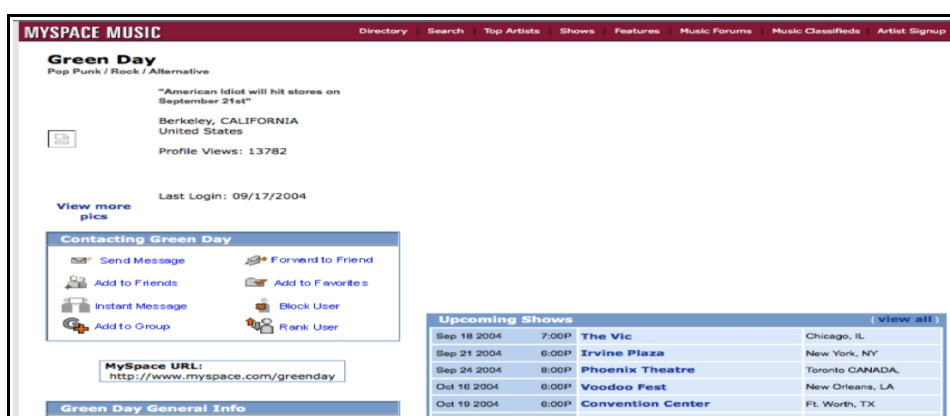 MYSPACE MUSIC
Directory Search Top Artists Shows Features Music Forums Music Classifieds Artist Signup
Green Day
Pop Punk / Rock / Alternative
"American Idiot will hit stores on
September 21st"
Berkeley, CALIFORNIA
United States
Profile Views: 13782
Last Login: 09/17/2004
View more
pics
Contacting Green Day
Send Message Forward to Friend
Add to Friends Add to Favorites
Instant Message Block User
Add to Group Rank User
MySpace URL:
http://www.myspace.com/greenday
Green Day General Info
Upcoming Shows ( view all )
Sep 18 2004 7:00P The Vic Chicago, IL
Sep 21 2004 6:00P Irvine Plaza New York, NY
Sep 24 2004 8:00P Phoenix Theatre Toronto CANADA,
Oct 16 2004 6:00P Voodoo Fest New Orleans, LA
Oct 19 2004 6:00P Convention Center Ft. Worth, TX